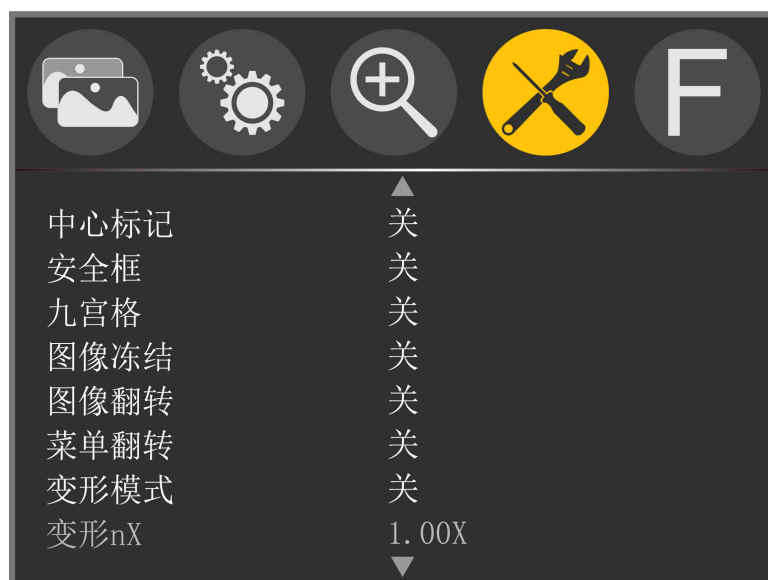 F
中心标记 关
安全框 关
九宫格 关
图像冻结 关
图像翻转 关
菜单翻转 关
变形模式 关
变形nX 1.00X